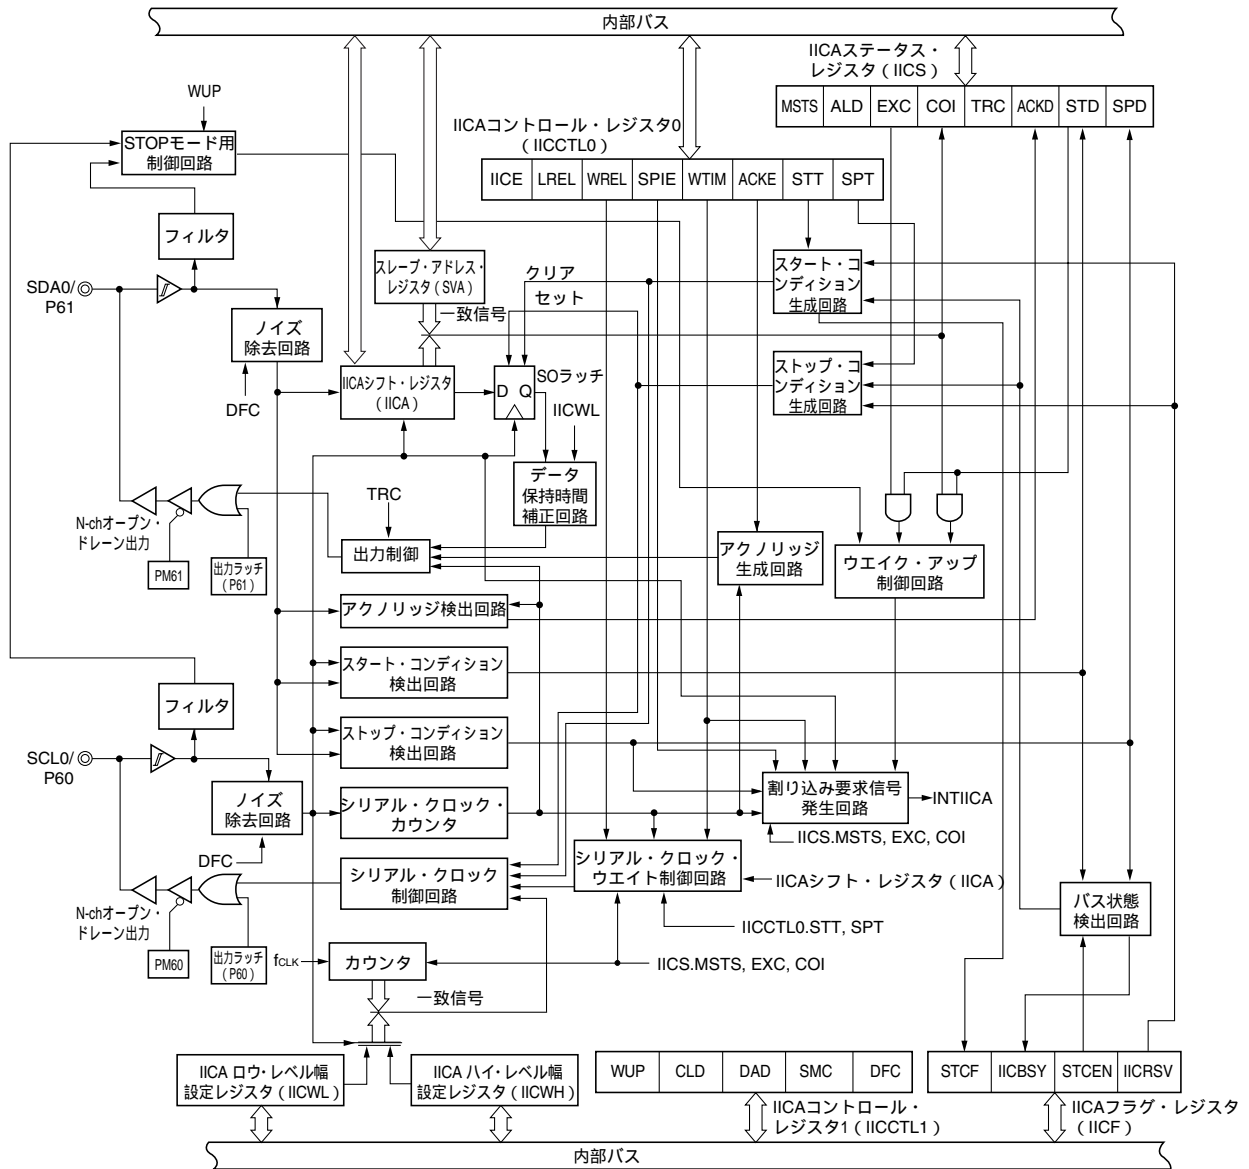 内部バス
IICAステータス・
レジスタ（IICS）
MSTS ALD EXC COI TRC ACKD STD SPD
WUP
STOPモード用
制御回路
IICAコントロール・レジスタ0
（IICCTL0）
IICE LREL WREL SPIE WTIM ACKE STT SPT
フィルタ
SDA0/
P61
スレーブ・アドレス・
レジスタ（SVA）
クリア
セット
スタート・コ
ンディション
生成回路
一致信号
ノイズ
除去回路
DFC
IICAシフト・レジスタ
（IICA）
D Q
SOラッチ
IICWL
ストップ・コ
ンディション
生成回路
データ
保持時間
補正回路
TRC
N-chオープン・
ドレーン出力
PM61
出力ラッチ
（P61）
出力制御
アクノリッジ
生成回路
ウエイク・アップ
制御回路
アクノリッジ検出回路
スタート・コンディション
検出回路
フィルタ
ストップ・コンディション
検出回路
SCL0/
P60
ノイズ
除去回路
DFC
シリアル・クロック・
カウンタ
割り込み要求信号
発生回路
INTIICA
IICS.MSTS, EXC, COI
シリアル・クロック
制御回路
シリアル・クロック・
ウエイト制御回路
IICAシフト・レジスタ（IICA）
バス状態
検出回路
N-chオープン・
ドレーン出力
PM60
出力ラッチ
（P60）
IICCTL0.STT, SPT
fCLK
カウンタ
IICS.MSTS, EXC, COI
一致信号
IICA ロウ・レベル幅
設定レジスタ（IICWL）
IICA ハイ・レベル幅
設定レジスタ（IICWH）
WUP CLD DAD SMC DFC
STCF IICBSY STCEN IICRSV
IICAコントロール・
レジスタ1（IICCTL1）
IICAフラグ・レジスタ
（IICF）
内部バス